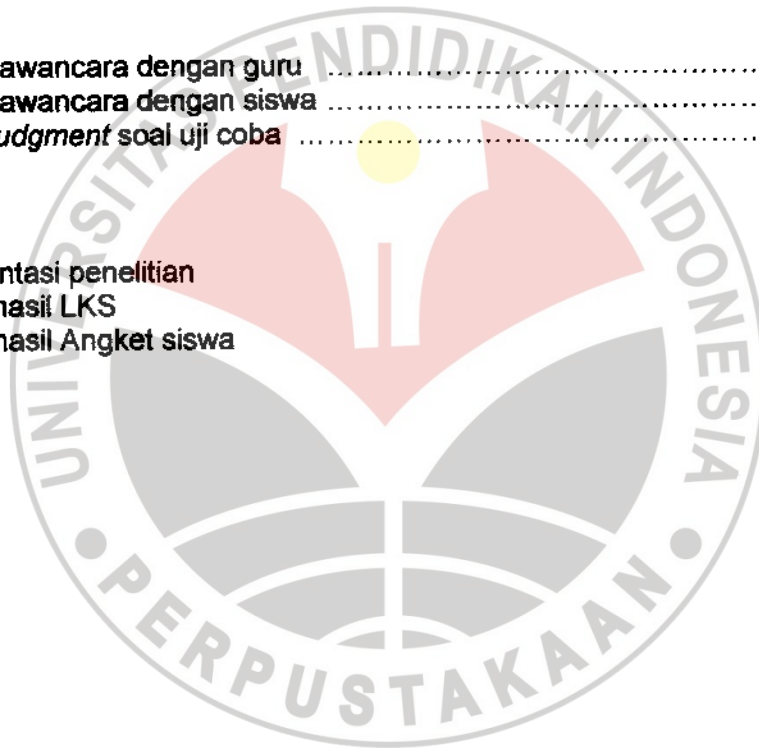 awancara dengan guru ........................................
awancara dengan siswa ........................................
udgment soal uji coba ........................................
ntasi penelitian
hasil LKS
hasil Angket siswa
UNIVERSITAS PENDIDIKAN INDONESIA
PERPUSTAKAAN